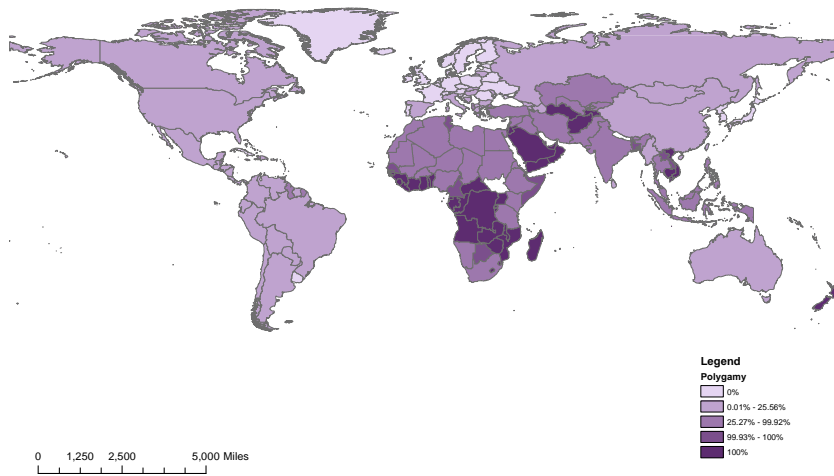 Legend
Polygamy
0%
0.01% - 25.56%
25.27% - 99.92%
99.93% - 100%
100%
0 1,250 2,500 5,000 Miles